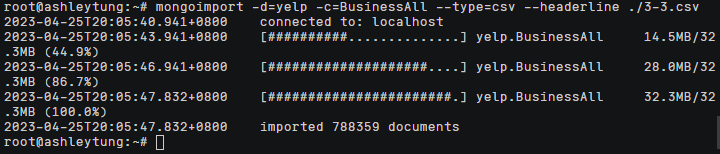 root@ashleytung:~# mongoimport -d=yelp -c=BusinessAll --type=csv --headerline ./3-3.csv
2023-04-25T20:05:40.941+0800    connected to: localhost
2023-04-25T20:05:43.941+0800    [##########..............] yelp.BusinessAll     14.5MB/32
.3MB (44.9%)
2023-04-25T20:05:46.941+0800    [####################....] yelp.BusinessAll     28.0MB/32
.3MB (86.7%)
2023-04-25T20:05:47.832+0800    [#######################.] yelp.BusinessAll     32.3MB/32
.3MB (100.0%)
2023-04-25T20:05:47.832+0800    imported 788359 documents
root@ashleytung:~#